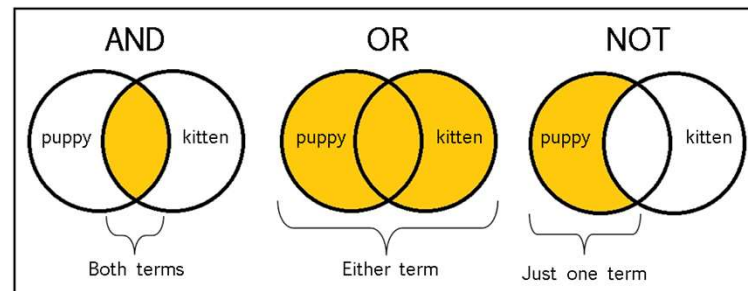 AND
OR
NOT
puppy
kitten
puppy
kitten
puppy
kitten
Both terms
Either term
Just one term